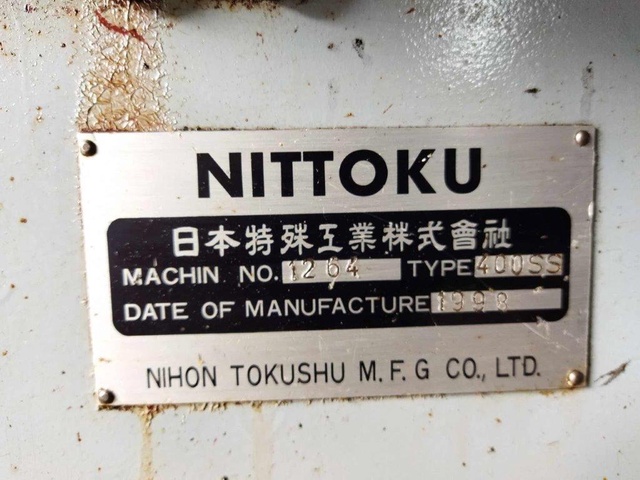 NITTOKU
日本特殊工業株式會社
MACHIN NO. 1264 TYPE 400SS
DATE OF MANUFACTURE 1998
NIHON TOKUSHU M.F.G CO., LTD.